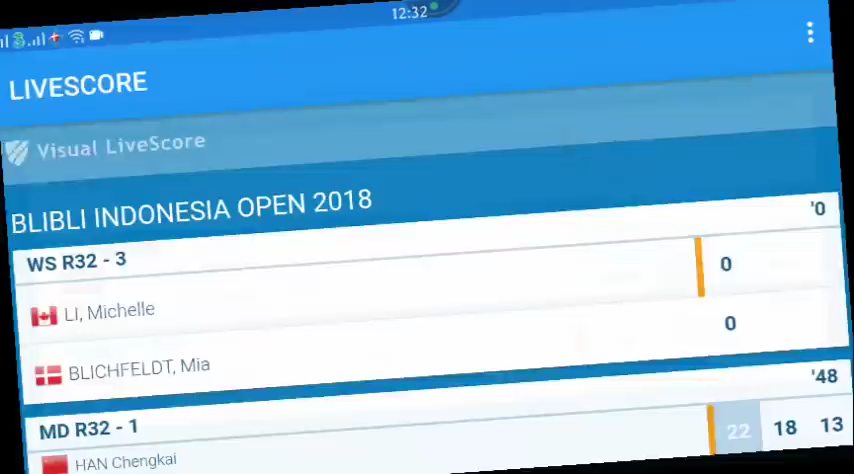 12:32
LIVESCORE
Visual LiveScore
BLIBLI INDONESIA OPEN 2018
WS R32 - 3 '0
LI, Michelle 0
BLICHFELDT, Mia 0
MD R32 - 1 '48
HAN Chengkai 22 18 13